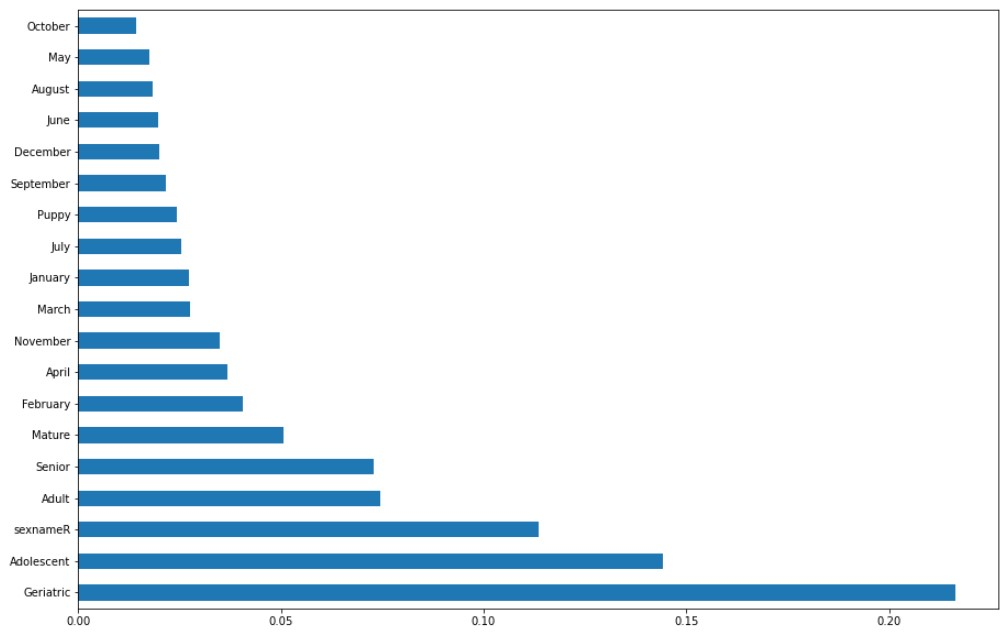 October
May
August
June
December
September
Puppy
July
January
March
November
April
February
Mature
Senior
Adult
sexnameR
Adolescent
Geriatric
0.00 0.05 0.10 0.15 0.20